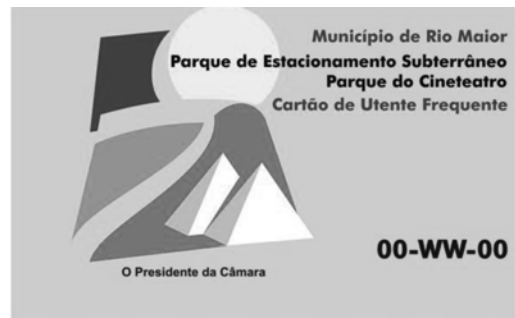 Município de Rio Maior
Parque de Estacionamento Subterrâneo
Parque do Cineteatro
Cartão de Utente Frequente
00-WW-00
O Presidente da Câmara